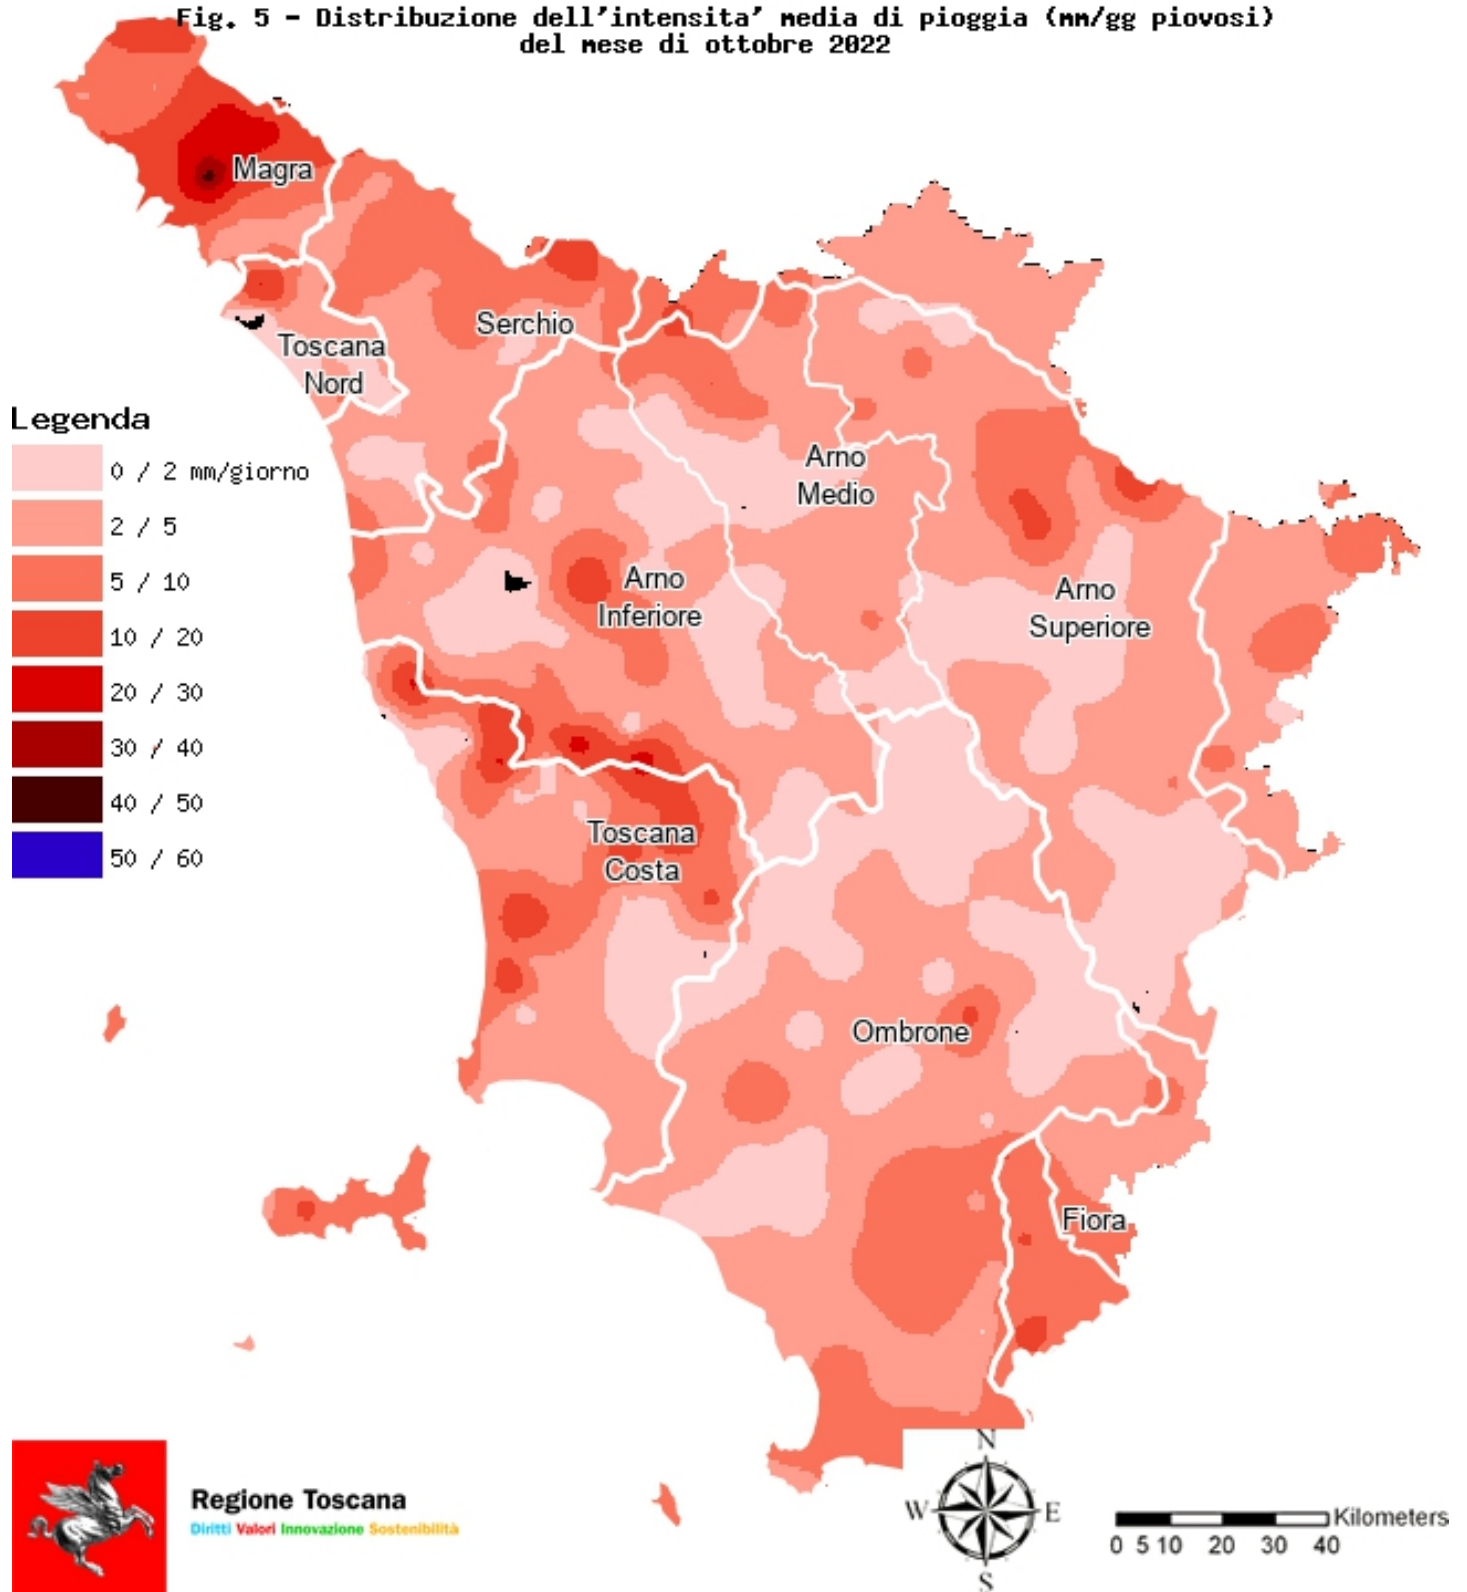 Fig. 5 - Distribuzione dell'intensita' media di pioggia (mm/gg piovosi)
del mese di ottobre 2022
Magra
Serchio
Toscana
Nord
Legenda
0 / 2 mm/giorno
2 / 5
5 / 10
10 / 20
20 / 30
30 / 40
40 / 50
50 / 60
Arno
Medio
Arno
Inferiore
Arno
Superiore
Toscana
Costa
Ombrone
Fiora
N
W
E
S
Kilometers
0 5 10 20 30 40
Regione Toscana
Diritti Valori Innovazione Sostenibilità